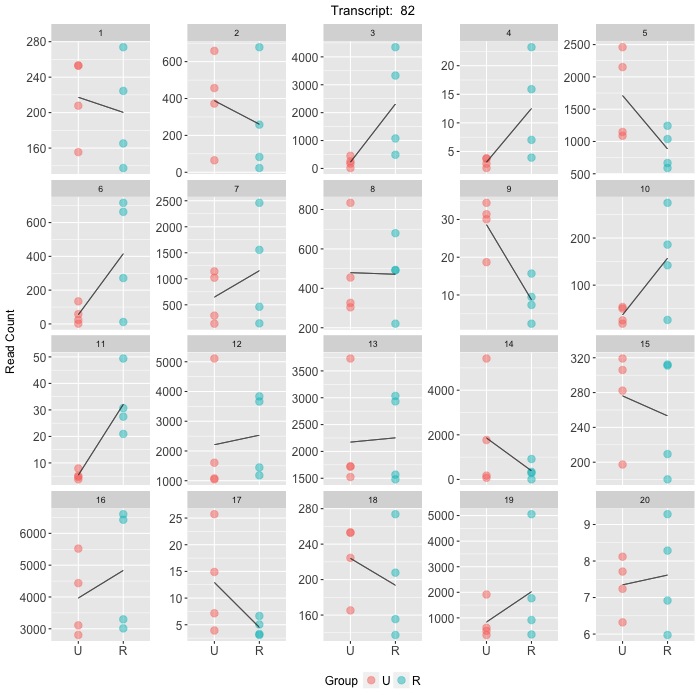 Transcript: 82
1 2 3 4 5
280 240 200 160
600 400 200 0
4000 3000 2000 1000 0
20 15 10 5
2500 2000 1500 1000 500
6 7 8 9 10
600 400 200 0
2500 2000 1500 1000 500
800 600 400 200
30 20 10
200 100
Read Count
11 12 13 14 15
50 40 30 20 10
5000 4000 3000 2000 1000
3500 3000 2500 2000 1500
4000 2000 0
320 280 240 200
16 17 18 19 20
6000 5000 4000 3000
25 20 15 10 5
280 240 200 160
5000 4000 3000 2000 1000
9 8 7 6
U R U R U R U R U R
Group U R